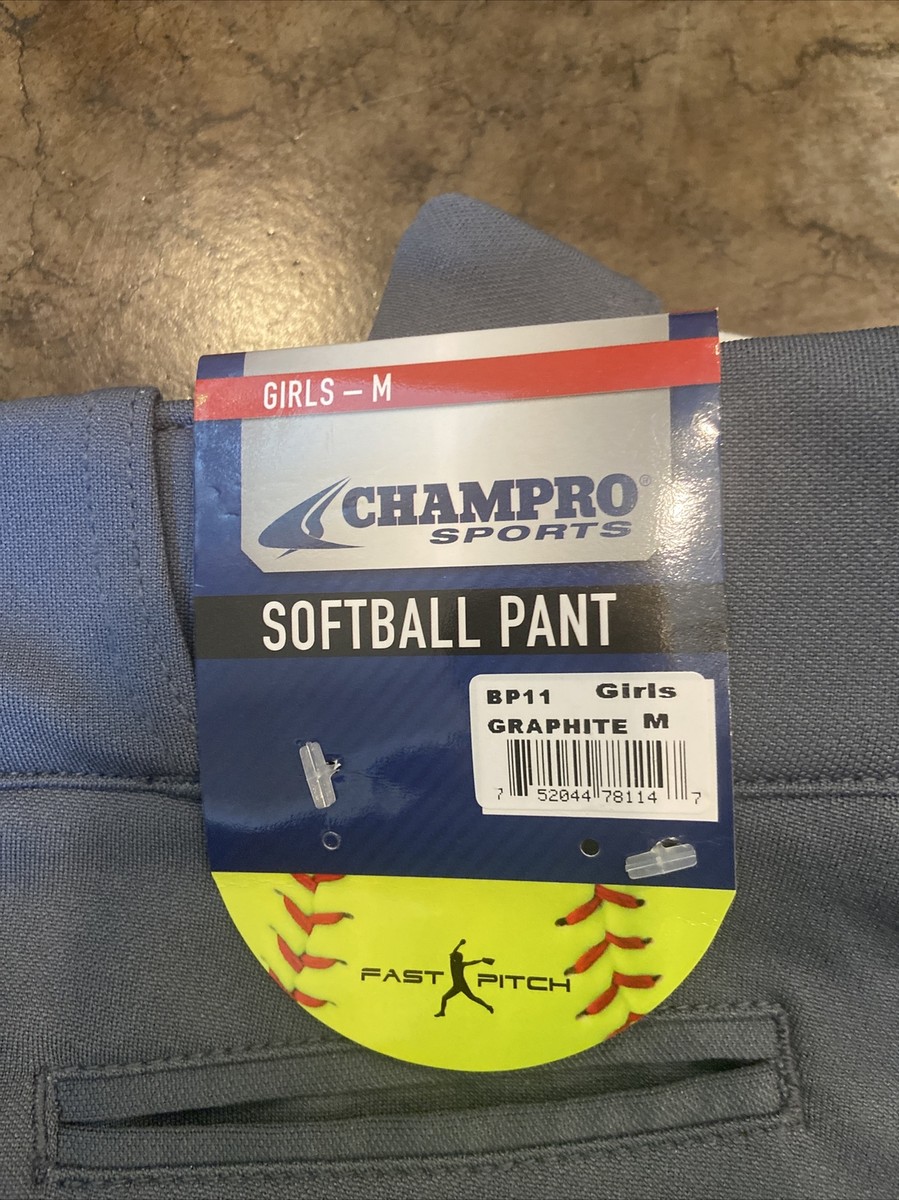 GIRLS – M
CHAMPRO®
SPORTS
SOFTBALL PANT
BP11 Girls
GRAPHITE M
7 52044 78114 7
FAST PITCH